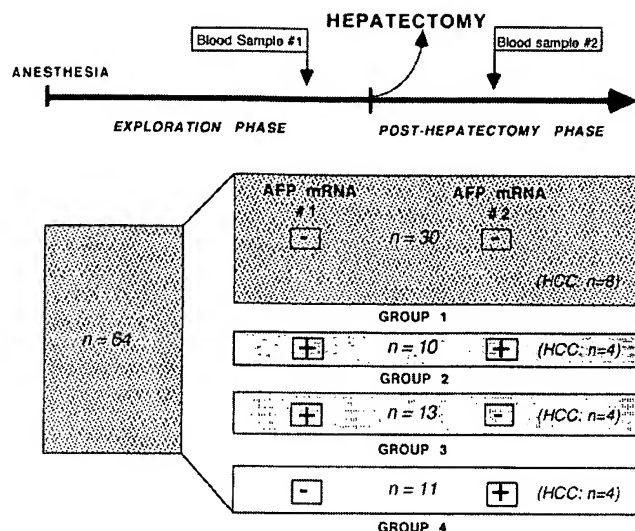 HEPATECTOMY
Blood Sample #1
Blood sample #2
ANESTHESIA
EXPLORATION PHASE
POST-HEPATECTOMY PHASE
AFP mRNA
# 1
AFP mRNA
# 2
- n = 30 -
(HCC: n=8)
GROUP 1
n = 64
+ n = 10 + (HCC: n=4)
GROUP 2
+ n = 13 - (HCC: n=4)
GROUP 3
- n = 11 + (HCC: n=4)
GROUP 4